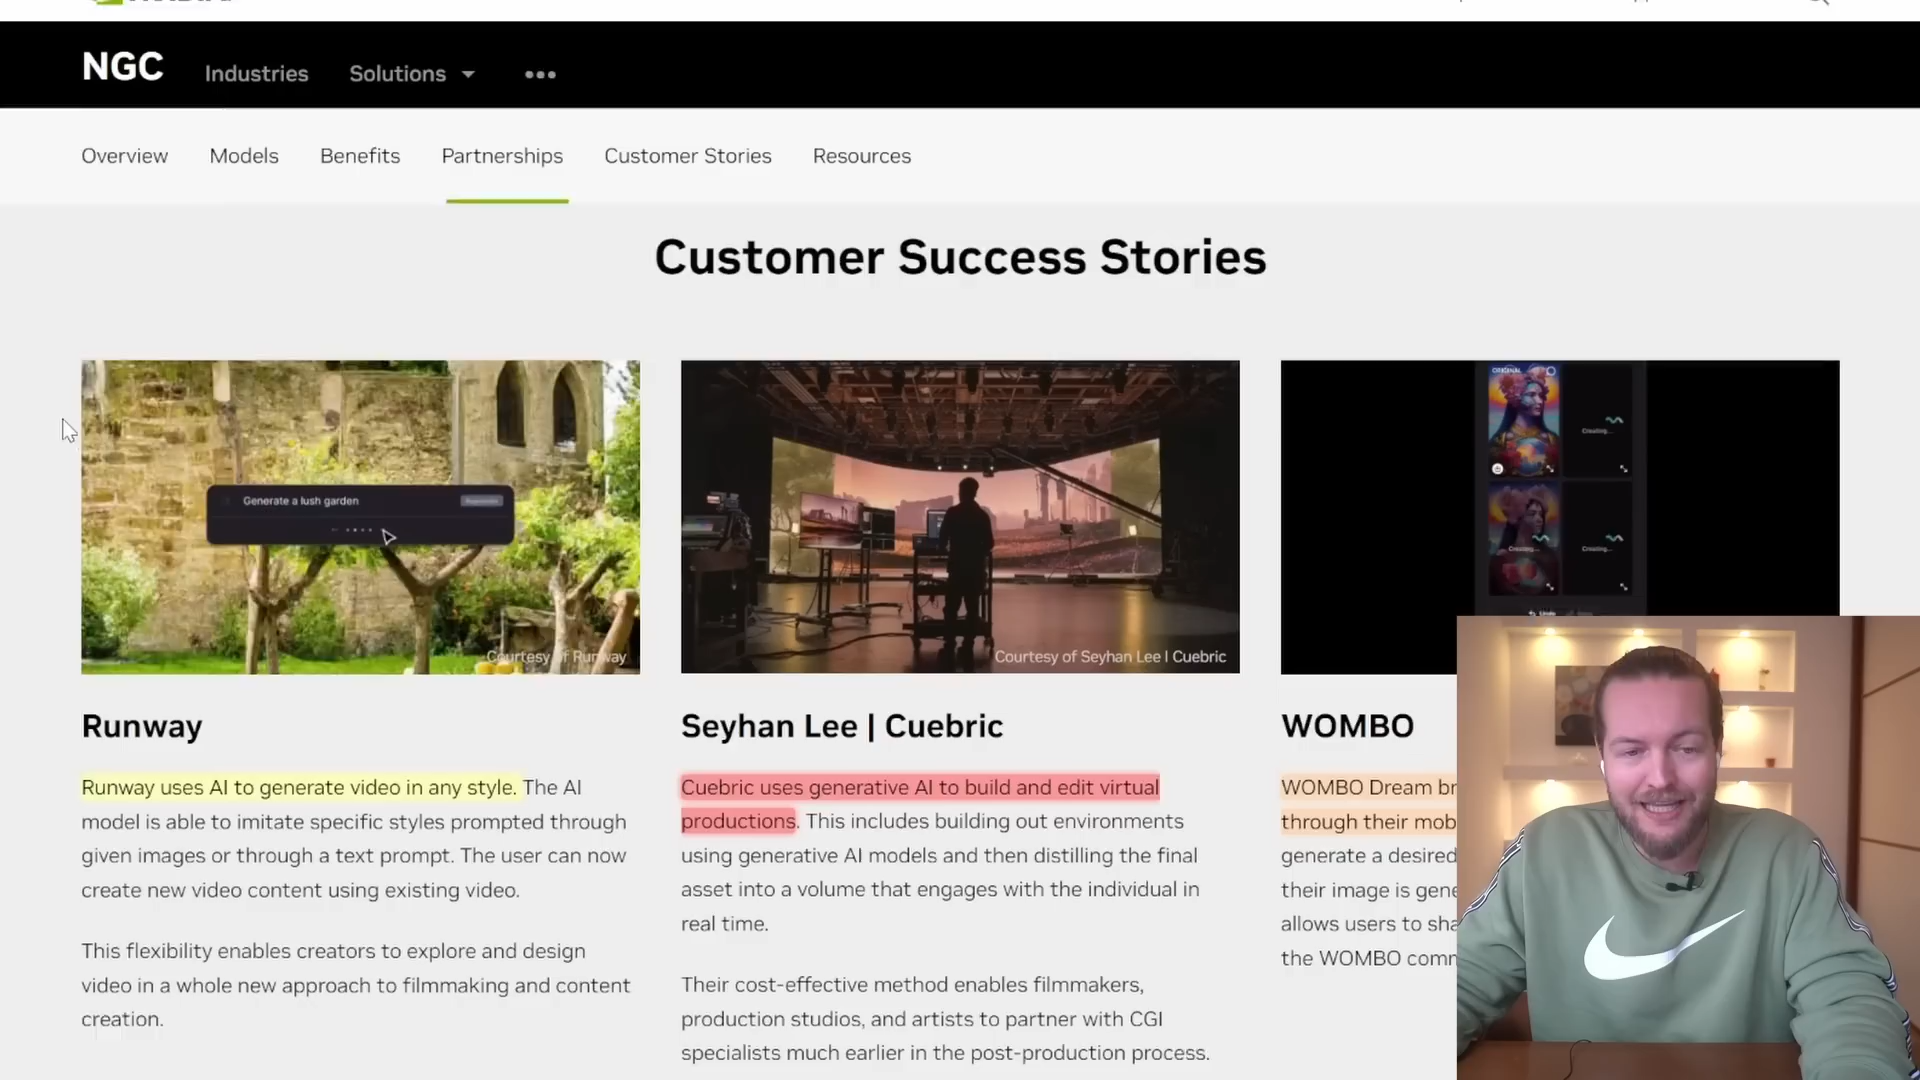 NGC
Industries
Solutions
Overview
Models
Benefits
Partnerships
Customer Stories
Resources
Customer Success Stories
Generate a lush garden
Courtesy of Runway
Courtesy of Seyhan Lee | Cuebric
ORIGINAL
Creating...
Creating...
Creating...
Undo
Runway
Runway uses AI to generate video in any style. The AI
model is able to imitate specific styles prompted through
given images or through a text prompt. The user can now
create new video content using existing video.
This flexibility enables creators to explore and design
video in a whole new approach to filmmaking and content
creation.
Seyhan Lee | Cuebric
Cuebric uses generative AI to build and edit virtual
productions. This includes building out environments
using generative AI models and then distilling the final
asset into a volume that engages with the individual in
real time.
Their cost-effective method enables filmmakers,
production studios, and artists to partner with CGI
specialists much earlier in the post-production process.
WOMBO
WOMBO Dream br
through their mob
generate a desired
their image is gene
allows users to sha
the WOMBO comm